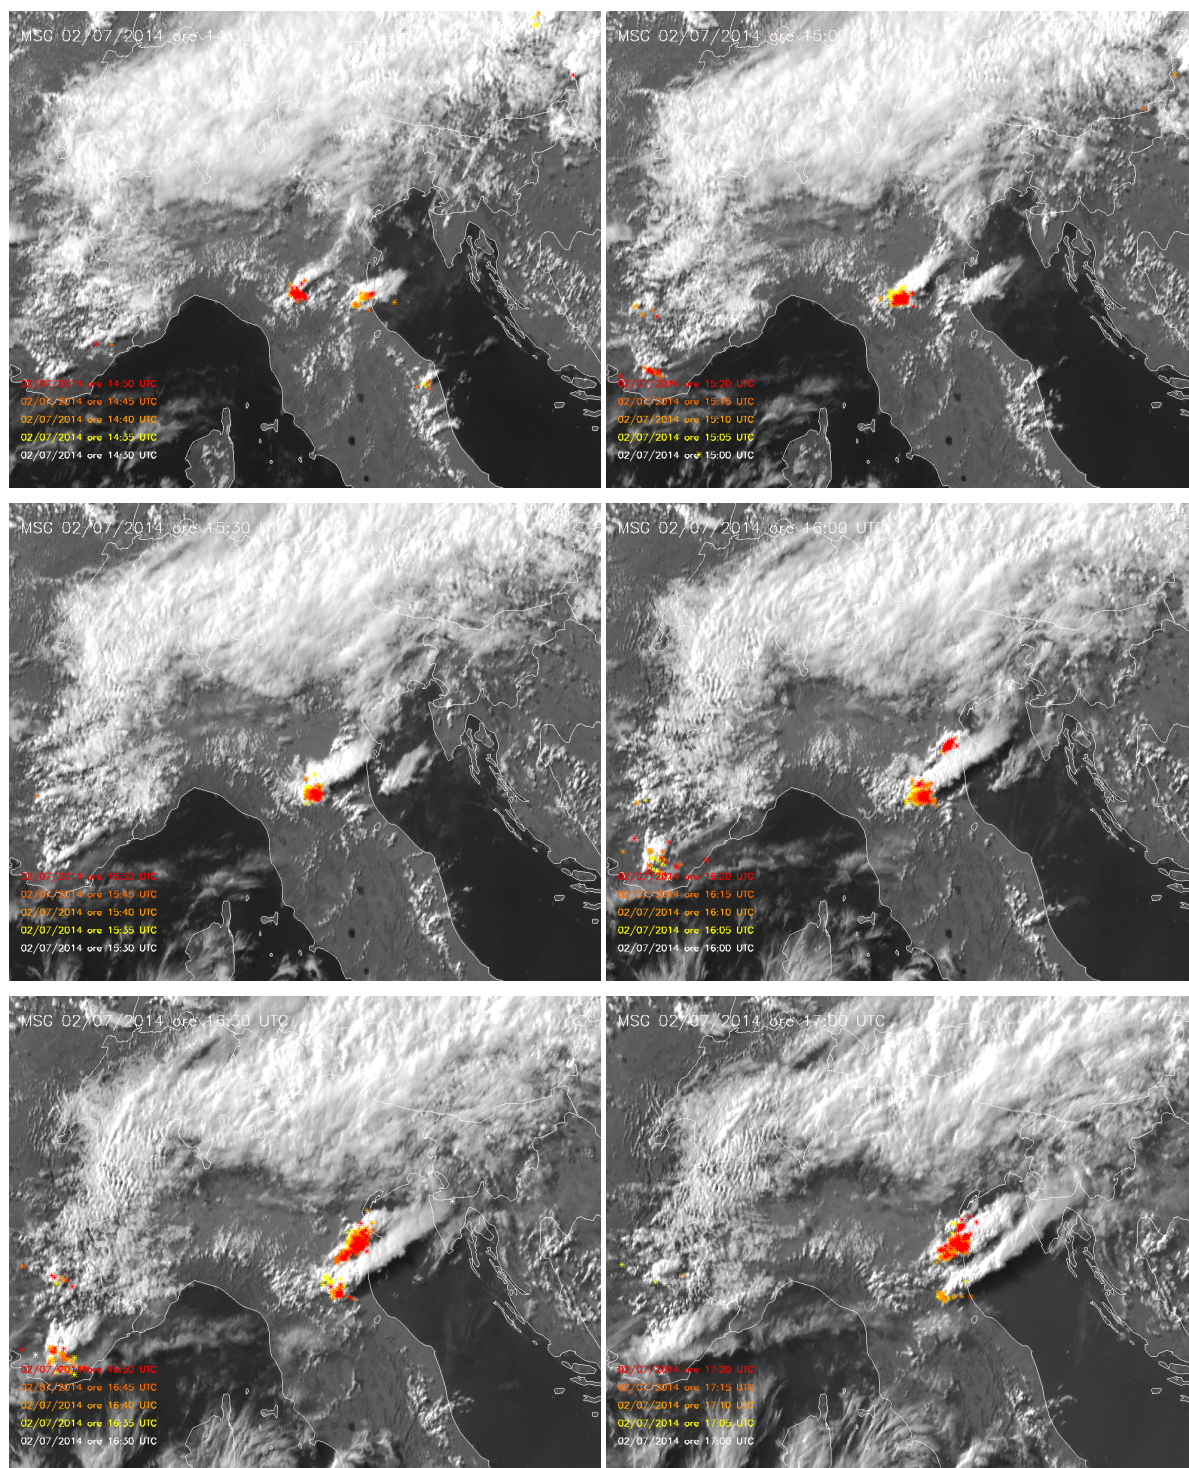 MSG 02/07/2014 ore 14:30 UTC
02/07/2014 ore 14:50 UTC
02/07/2014 ore 14:45 UTC
02/07/2014 ore 14:40 UTC
02/07/2014 ore 14:35 UTC
02/07/2014 ore 14:30 UTC
MSG 02/07/2014 ore 15:00
02/07/2014 ore 15:20 UTC
02/07/2014 ore 15:15 UTC
02/07/2014 ore 15:10 UTC
02/07/2014 ore 15:05 UTC
02/07/2014 ore 15:00 UTC
MSG 02/07/2014 ore 15:30 UTC
02/07/2014 ore 15:50 UTC
02/07/2014 ore 15:45 UTC
02/07/2014 ore 15:40 UTC
02/07/2014 ore 15:35 UTC
02/07/2014 ore 15:30 UTC
MSG 02/07/2014 ore 16:00 UTC
02/07/2014 ore 16:20 UTC
02/07/2014 ore 16:15 UTC
02/07/2014 ore 16:10 UTC
02/07/2014 ore 16:05 UTC
02/07/2014 ore 16:00 UTC
MSG 02/07/2014 ore 16:30 UTC
02/07/2014 ore 16:50 UTC
02/07/2014 ore 16:45 UTC
02/07/2014 ore 16:40 UTC
02/07/2014 ore 16:35 UTC
02/07/2014 ore 16:30 UTC
MSG 02/07/2014 ore 17:00 UTC
02/07/2014 ore 17:20 UTC
02/07/2014 ore 17:15 UTC
02/07/2014 ore 17:10 UTC
02/07/2014 ore 17:05 UTC
02/07/2014 ore 17:00 UTC